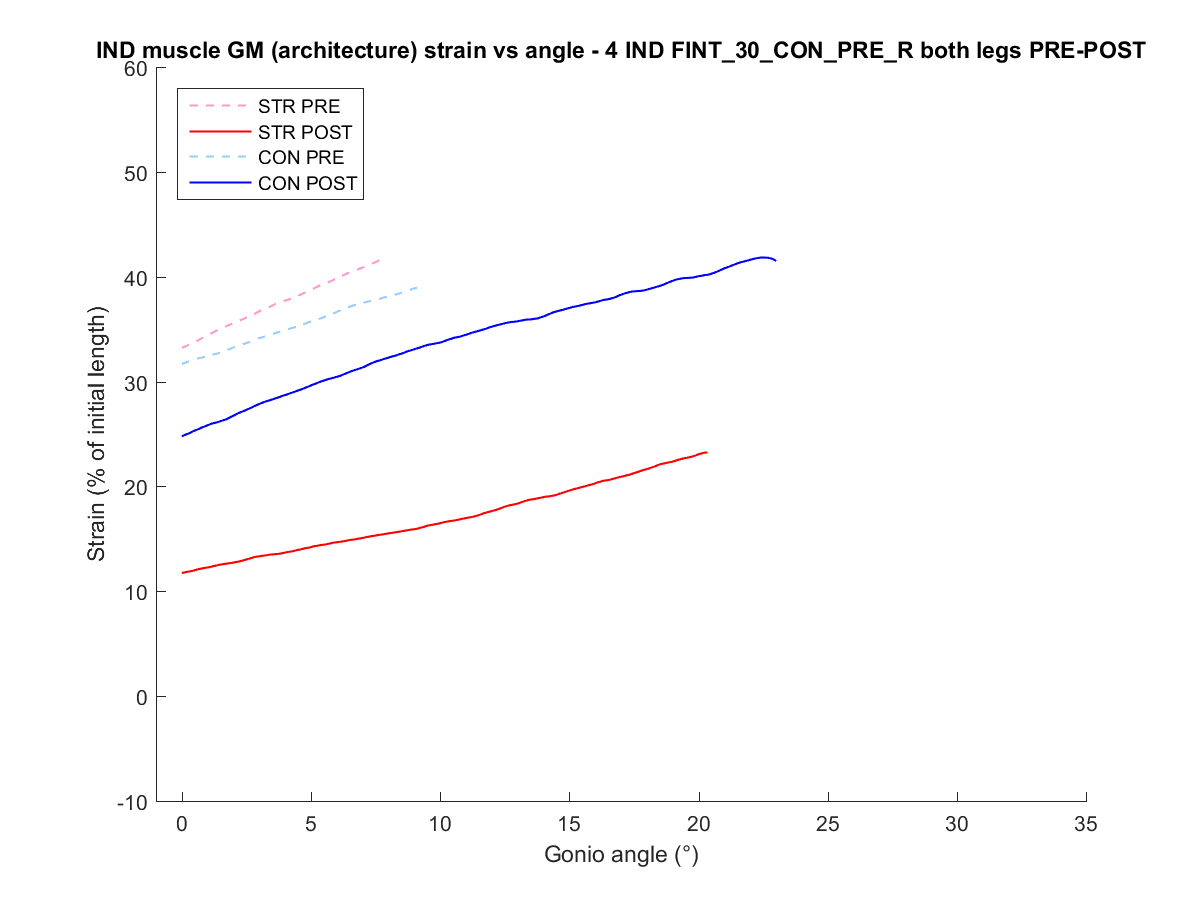 IND muscle GM (architecture) strain vs angle - 4 IND FINT_30_CON_PRE_R both legs PRE-POST
60
50
40
30
20
10
0
-10
STR PRE
STR POST
CON PRE
CON POST
Strain (% of initial length)
0 5 10 15 20 25 30 35
Gonio angle (°)